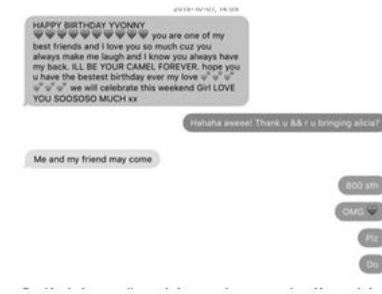 HAPPY BIRTHDAY YVONNY
🖤🖤🖤🖤🖤🖤🖤🖤🖤🖤 you are one of my
best friends and I love you so much cuz you
always make me laugh and I know you always have
my back. ILL BE YOUR CAMEL FOREVER. hope you
u have the bestest birthday ever my love 💕💕💕
💕💕💕 we will celebrate this weekend Girl LOVE
YOU SOOSOSO MUCH xx
Hahaha aweee! Thank u && r u bringing alicia?
Me and my friend may come
800 sth
OMG 🖤
Plz
Do